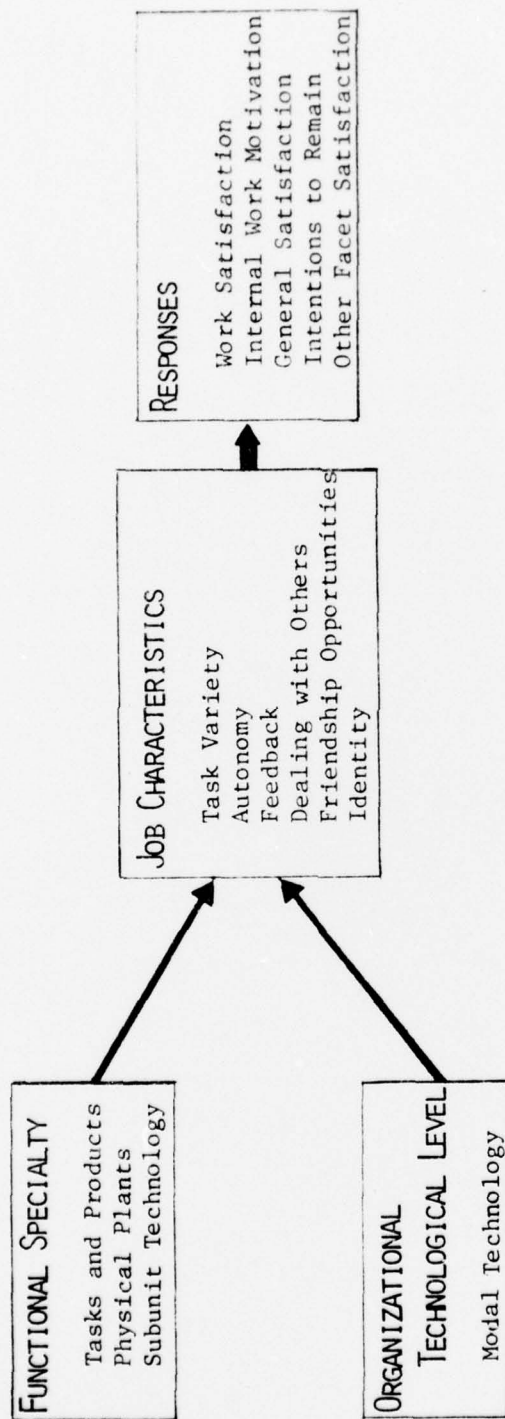 FUNCTIONAL SPECIALTY
Tasks and Products
Physical Plants
Subunit Technology
ORGANIZATIONAL
TECHNOLOGICAL LEVEL
Modal Technology
JOB CHARACTERISTICS
Task Variety
Autonomy
Feedback
Dealing with Others
Friendship Opportunities
Identity
RESPONSES
Work Satisfaction
Internal Work Motivation
General Satisfaction
Intentions to Remain
Other Facet Satisfaction